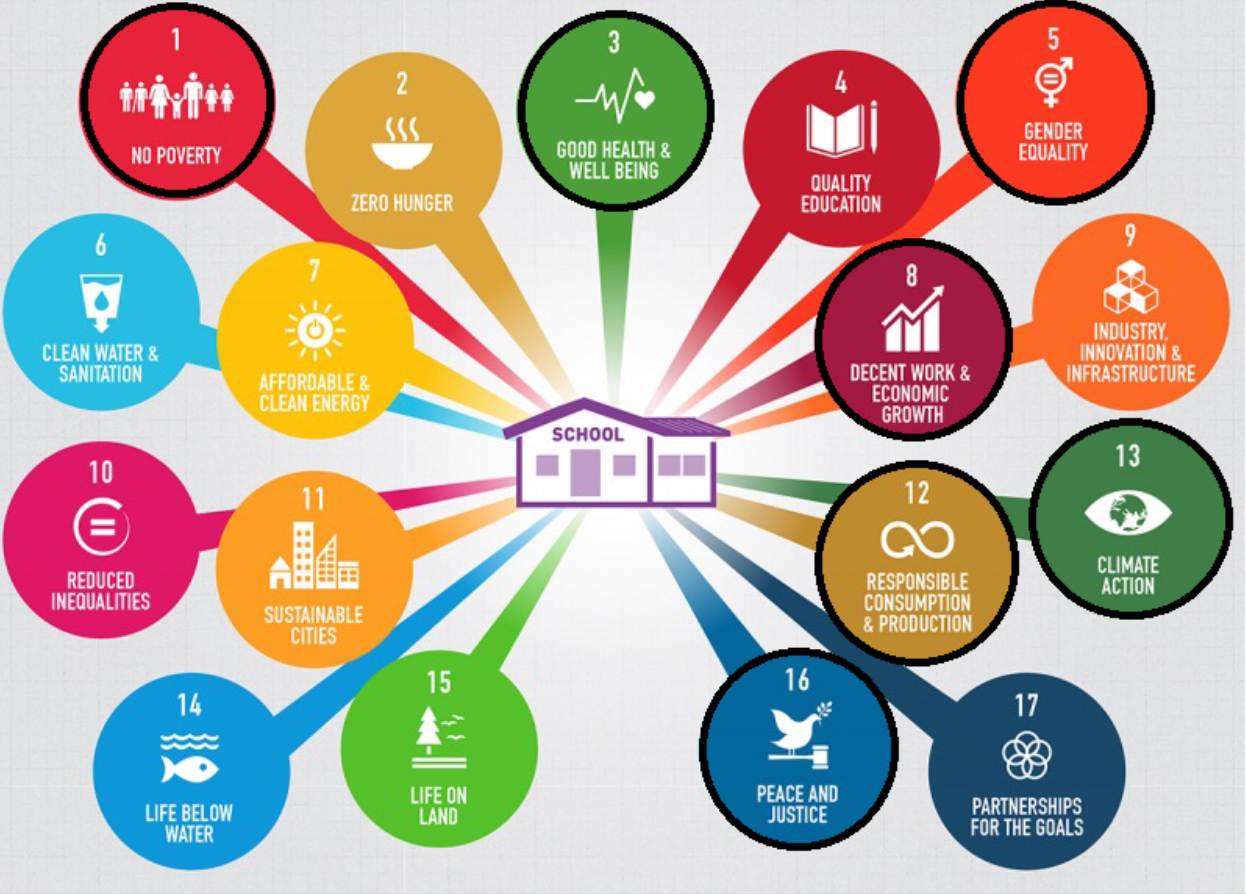 1
NO POVERTY
2
ZERO HUNGER
3
GOOD HEALTH &
WELL BEING
4
QUALITY
EDUCATION
5
GENDER
EQUALITY
6
CLEAN WATER &
SANITATION
7
AFFORDABLE &
CLEAN ENERGY
8
DECENT WORK &
ECONOMIC
GROWTH
9
INDUSTRY,
INNOVATION &
INFRASTRUCTURE
SCHOOL
10
REDUCED
INEQUALITIES
11
SUSTAINABLE
CITIES
12
RESPONSIBLE
CONSUMPTION
& PRODUCTION
13
CLIMATE
ACTION
14
LIFE BELOW
WATER
15
LIFE ON
LAND
16
PEACE AND
JUSTICE
17
PARTNERSHIPS
FOR THE GOALS